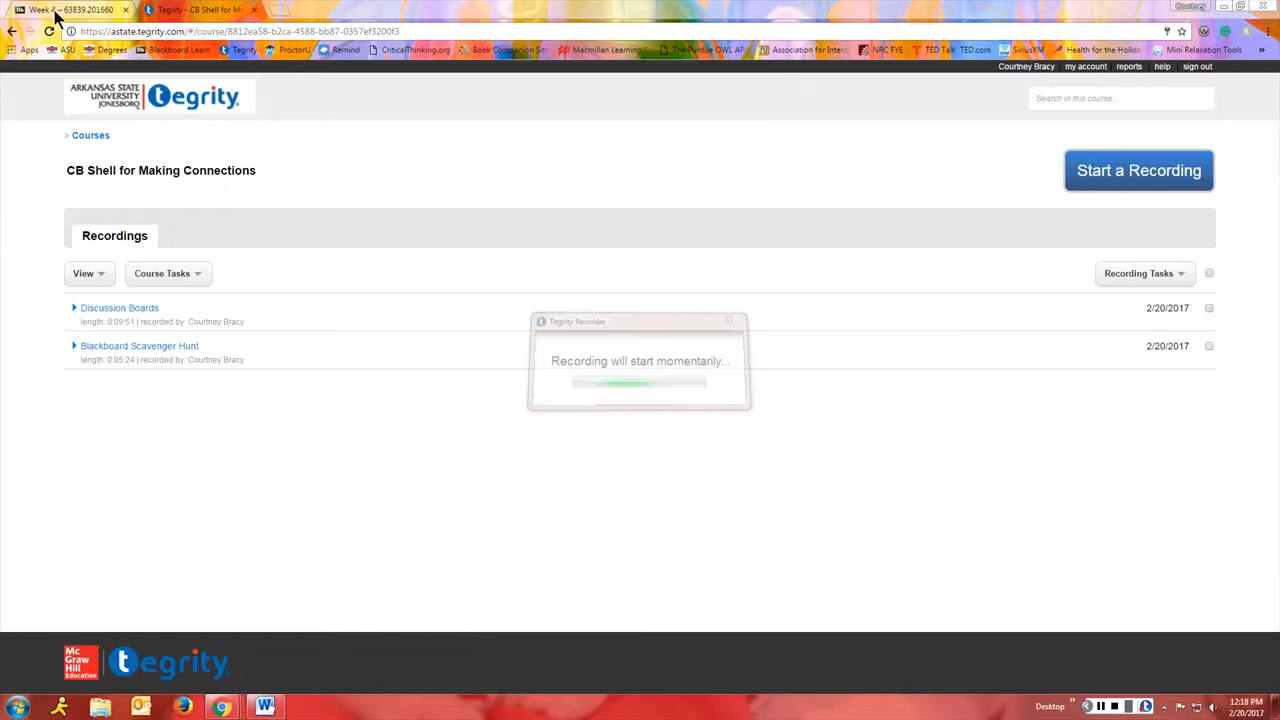 Week 4 – 63839.201660
Tegrity - CB Shell for Ma
Courtney
https://astate.tegrity.com/#/course/8812ea58-b2ca-4588-bb87-0357ef3200f3
Apps ASU Degrees Blackboard Learn Tegrity ProctorU Remind CriticalThinking.org Book Companion Sit Macmillan Learning The Purdue OWL AP Association for Interna NRC FYE TED Talk TED.com SiriusXM Health for the Holida Mini Relaxation Tools »
Courtney Bracy my account reports help sign out
ARKANSAS STATE UNIVERSITY JONESBORO tegrity
Search in this course...
> Courses
CB Shell for Making Connections
Start a Recording
Recordings
View Course Tasks Recording Tasks
Discussion Boards 2/20/2017
length: 0:09:51 | recorded by: Courtney Bracy
Tegrity Recorder
Blackboard Scavenger Hunt 2/20/2017
length: 0:05:24 | recorded by: Courtney Bracy
Recording will start momentarily...
Mc Graw Hill Education tegrity
Desktop » 12:18 PM
2/20/2017